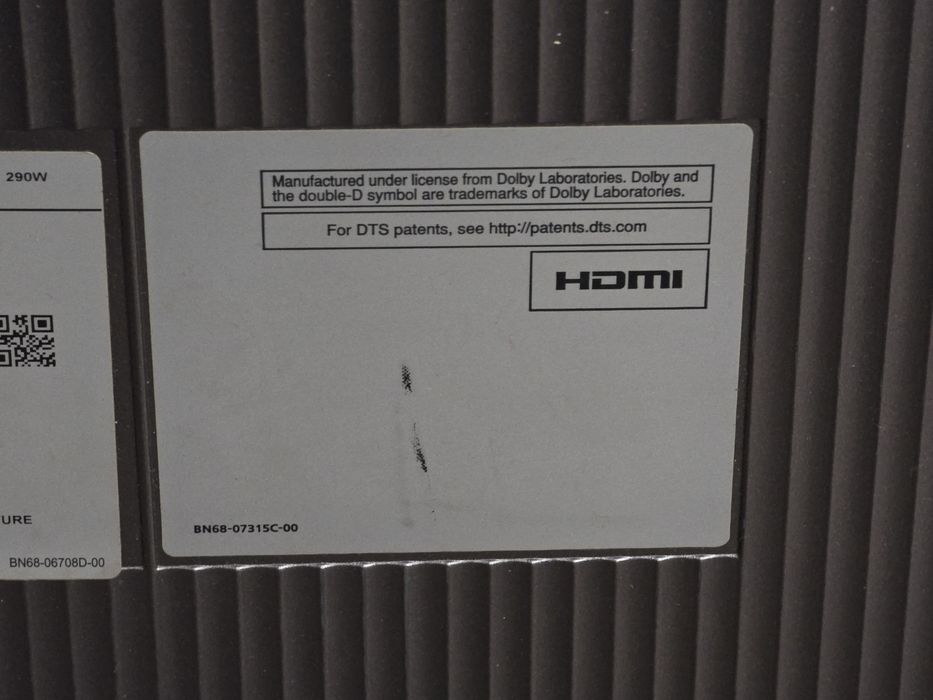 290W
URE
BN68-06708D-00
Manufactured under license from Dolby Laboratories. Dolby and
the double-D symbol are trademarks of Dolby Laboratories.
For DTS patents, see http://patents.dts.com
HDMI
BN68-07315C-00